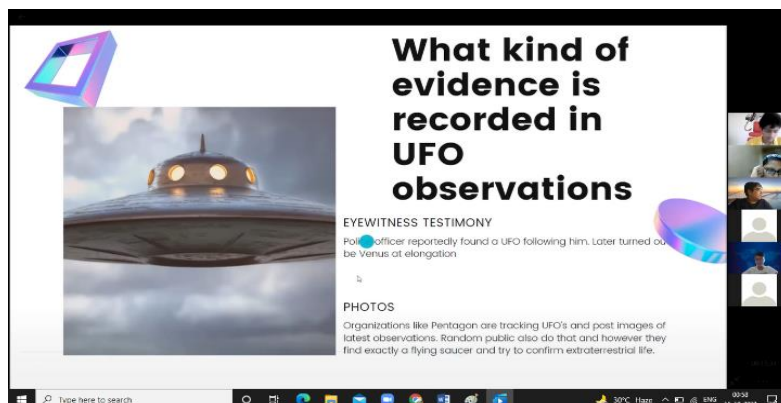 What kind of
evidence is
recorded in
UFO
observations
EYEWITNESS TESTIMONY
officer reportedly found a UFO following him. Later turned
be Venus at elongation
PHOTOS
Organizations like Pentagon are tracking UFO's and post images of
latest observations. Random public also do that and however they
find exactly a flying saucer and try to confirm extraterrestrial life.
Type here to search
30°C Haze
ENG
00:58